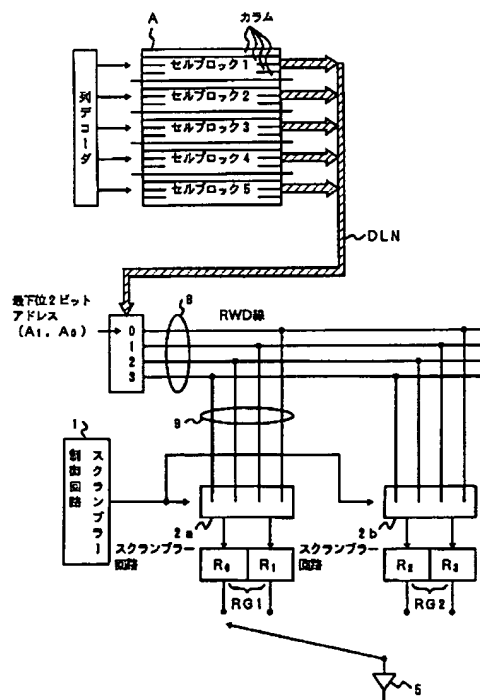 A
カラム
セルブロック1
セルブロック2
セルブロック3
セルブロック4
セルブロック5
列デコーダ
DLN
最下位2ビット
アドレス
(A1, A0)
0
1
2
3
8
RWD線
9
1
スクランブラー
制御回路
2a
2b
スクランブラー
回路
スクランブラー
回路
R0
R1
R2
R3
RG1
RG2
5